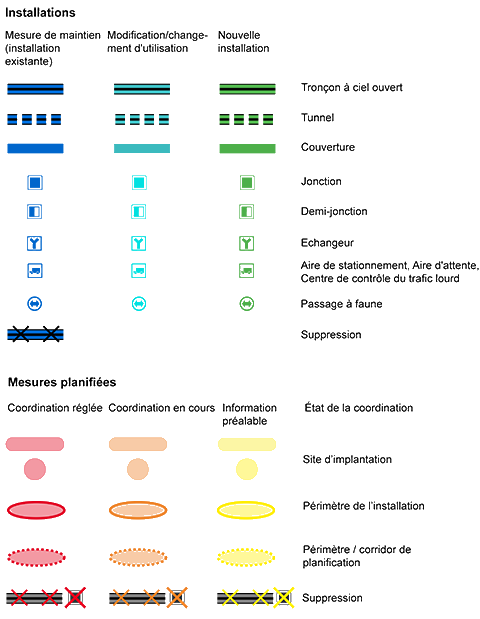 Installations
Mesure de maintien
(installation
existante)
Modification/change-
ment d'utilisation
Nouvelle
installation
Tronçon à ciel ouvert
Tunnel
Couverture
Jonction
Demi-jonction
Echangeur
Aire de stationnement, Aire d'attente,
Centre de contrôle du trafic lourd
Passage à faune
Suppression
Mesures planifiées
Coordination réglée
Coordination en cours
Information
préalable
État de la coordination
Site d'implantation
Périmètre de l'installation
Périmètre / corridor de
planification
Suppression